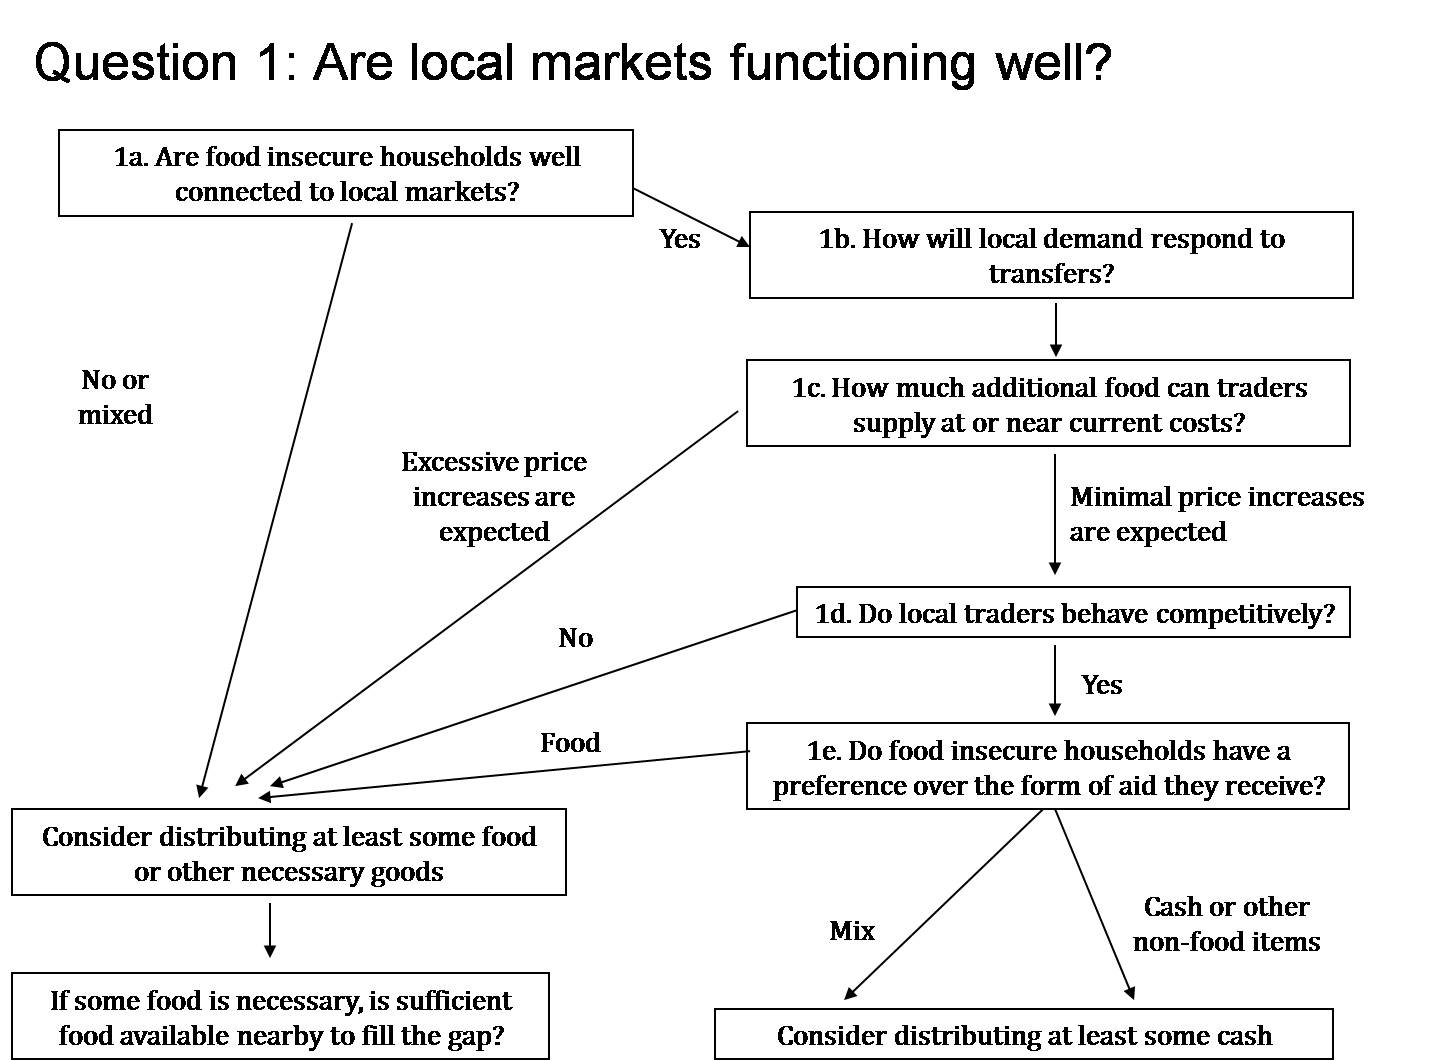 Question 1: Are local markets functioning well?
1a. Are food insecure households well
connected to local markets?
Yes
1b. How will local demand respond to
transfers?
No or
mixed
1c. How much additional food can traders
supply at or near current costs?
Excessive price
increases are
expected
Minimal price increases
are expected
1d. Do local traders behave competitively?
No
Yes
Food
1e. Do food insecure households have a
preference over the form of aid they receive?
Consider distributing at least some food
or other necessary goods
Mix
Cash or other
non-food items
If some food is necessary, is sufficient
food available nearby to fill the gap?
Consider distributing at least some cash